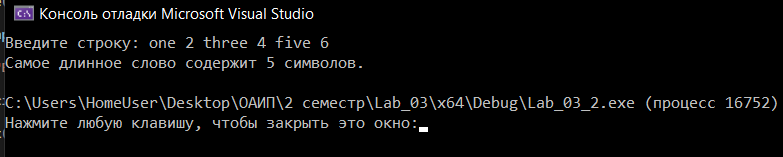 Консоль отладки Microsoft Visual Studio
Введите строку: one 2 three 4 five 6
Самое длинное слово содержит 5 символов.
C:\Users\HomeUser\Desktop\ОАИП\2 семестр\Lab_03\x64\Debug\Lab_03_2.exe (процесс 16752)
Нажмите любую клавишу, чтобы закрыть это окно: